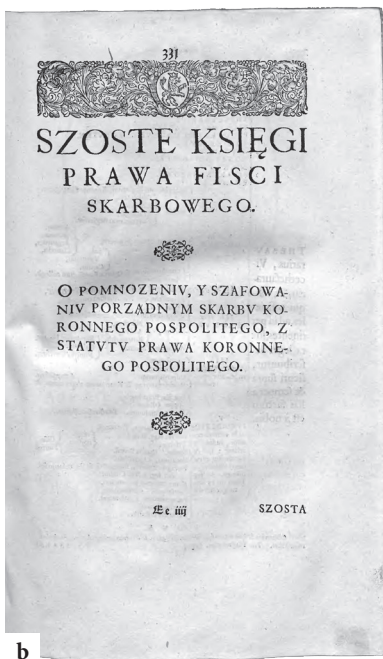 331
SZOSTE KSIĘGI
PRAWA FISCI
SKARBOWEGO.
O POMNOZENIV, Y SZAFOWA-
NIV PORZĄDNYM SKARBV KO-
RONNEGO POSPOLITEGO, Z
STATVTV PRAWA KORONNE-
GO POSPOLITEGO.
Ee iiij
SZOSTA
b